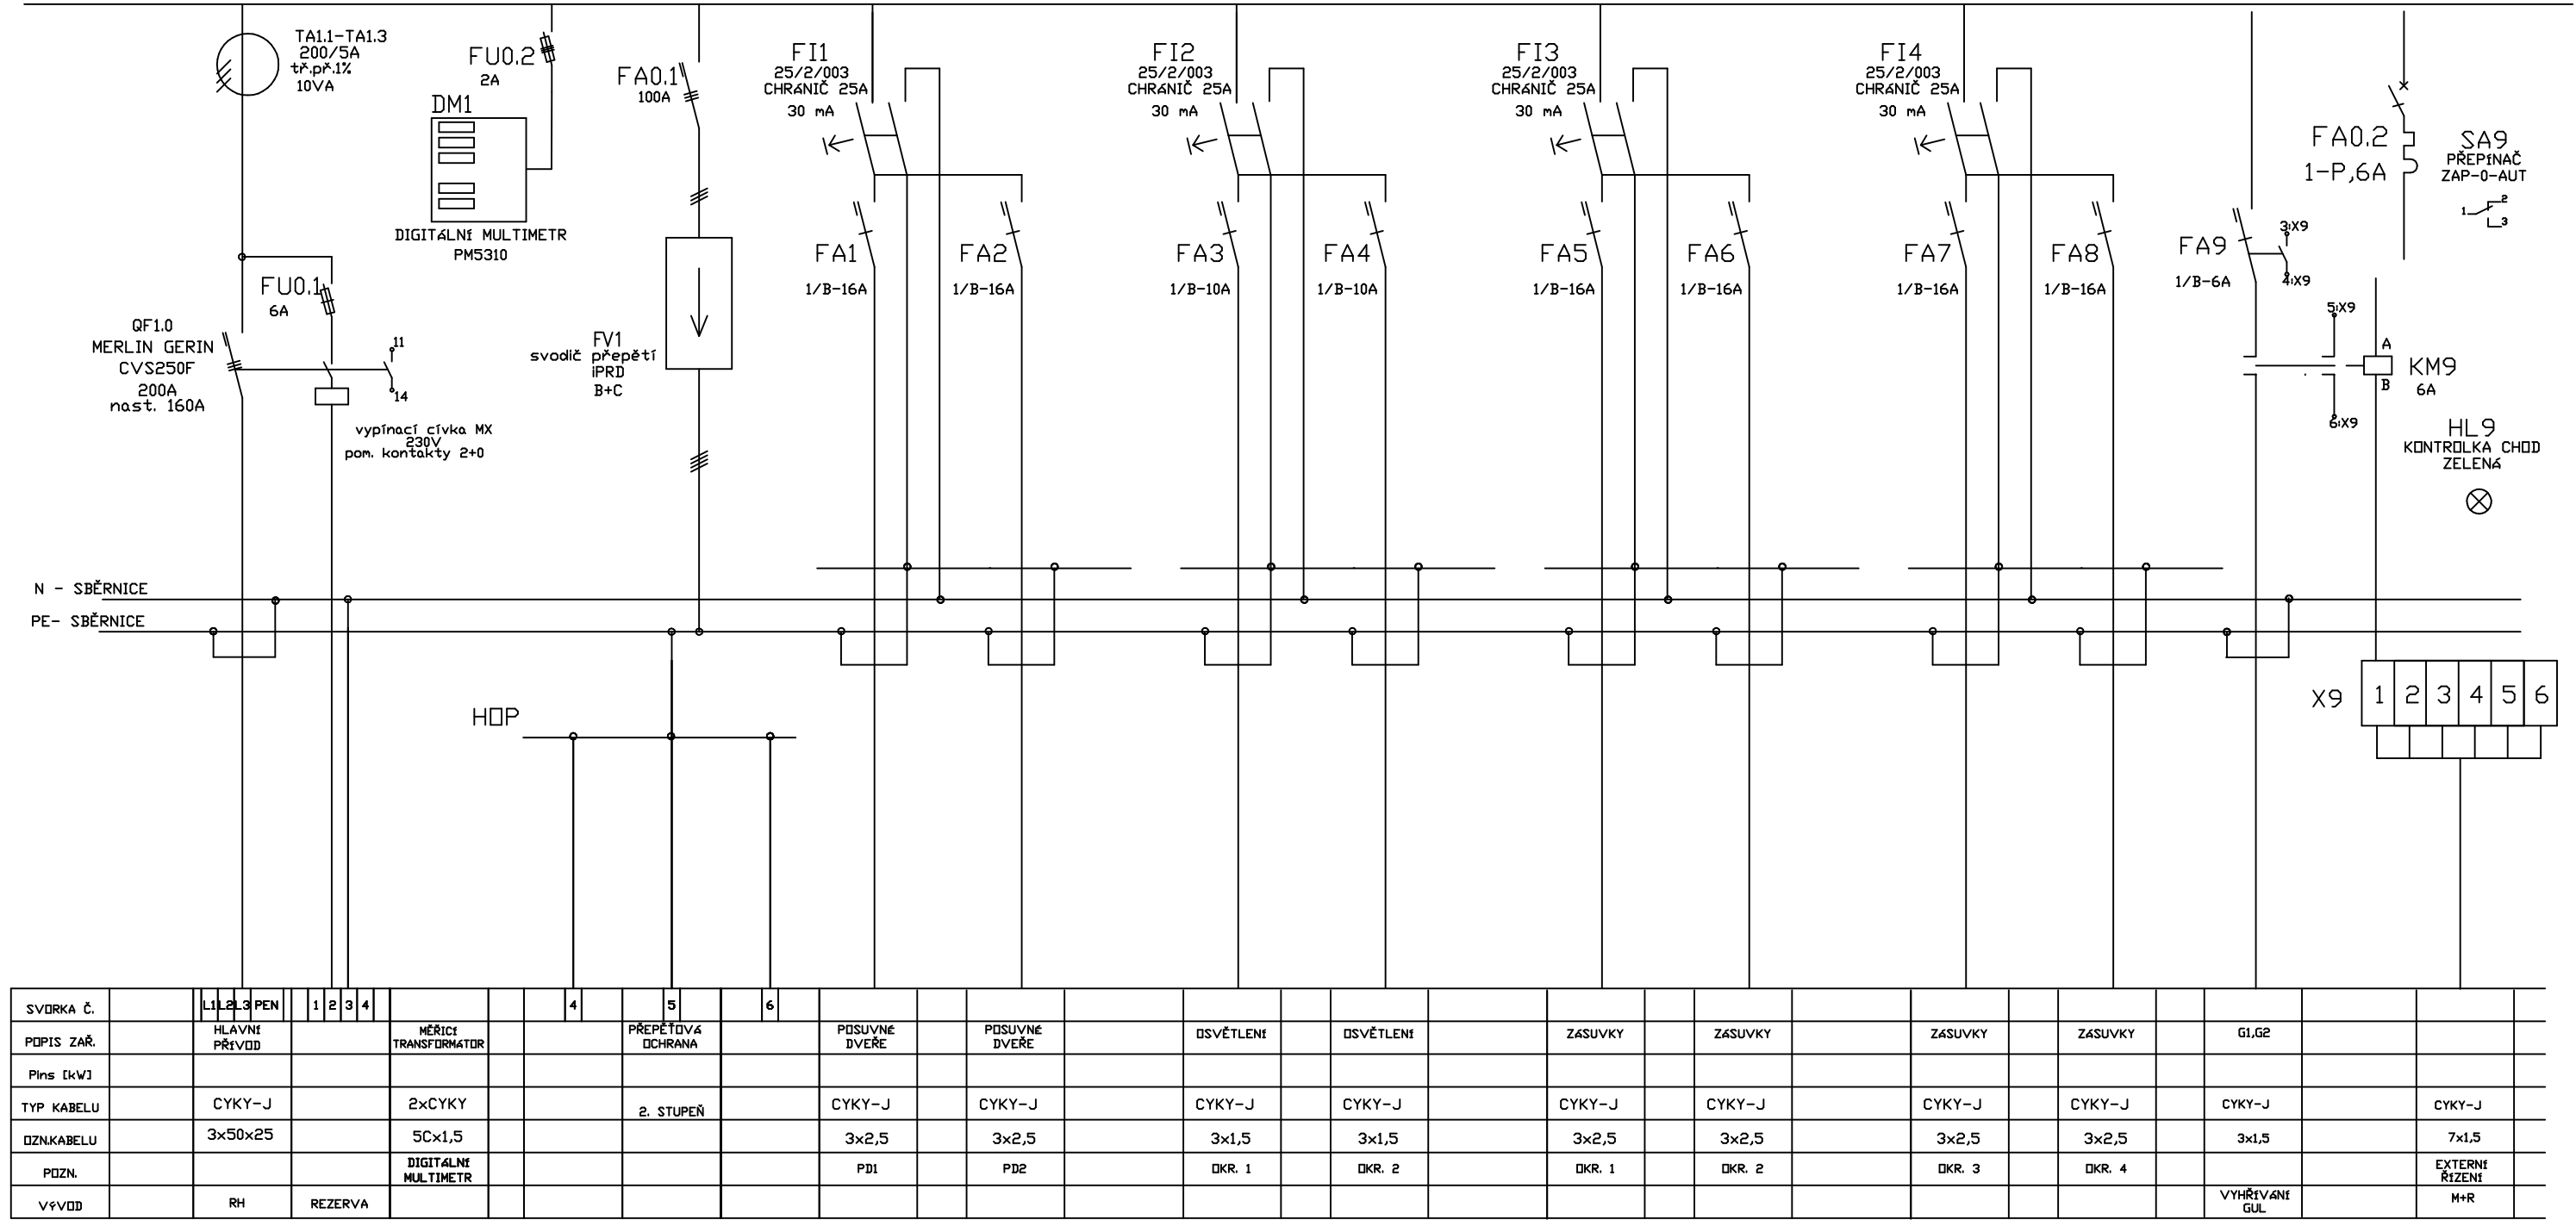 TA1.1-TA1.3
200/5A
tř.př.1%
10VA
FU0.2
2A
DM1
DIGITÁLNÍ MULTIMETR
PM5310
FA0.1
100A
FI1
25/2/003
CHRÁNIČ 25A
30 mA
FI2
25/2/003
CHRÁNIČ 25A
30 mA
FI3
25/2/003
CHRÁNIČ 25A
30 mA
FI4
25/2/003
CHRÁNIČ 25A
30 mA
FA0.2
1-P,6A
SA9
PŘEPÍNAČ
ZAP-0-AUT
1
2
3
FU0.1
6A
QF1.0
MERLIN GERIN
CVS250F
200A
nast. 160A
11
14
vypínací cívka MX
230V
pom. kontakty 2+0
FV1
svodič přepětí
iPRD
B+C
FA1
1/B-16A
FA2
1/B-16A
FA3
1/B-10A
FA4
1/B-10A
FA5
1/B-16A
FA6
1/B-16A
FA7
1/B-16A
FA8
1/B-16A
FA9
1/B-6A
3:X9
4:X9
5:X9
6:X9
A
B
KM9
6A
HL9
KONTROLKA CHOD
ZELENÁ
N - SBĚRNICE
PE- SBĚRNICE
HOP
X9
1 2 3 4 5 6
SVORKA Č. L1 L2 L3 PEN 1 2 3 4 4 5 6
POPIS ZAŘ. HLAVNÍ PŘÍVOD MĚŘICÍ TRANSFORMÁTOR PŘEPĚŤOVÁ OCHRANA POSUVNÉ DVEŘE POSUVNÉ DVEŘE OSVĚTLENÍ OSVĚTLENÍ ZÁSUVKY ZÁSUVKY ZÁSUVKY ZÁSUVKY G1,G2
Pins [kW]
TYP KABELU CYKY-J 2xCYKY 2. STUPEŇ CYKY-J CYKY-J CYKY-J CYKY-J CYKY-J CYKY-J CYKY-J CYKY-J CYKY-J CYKY-J
OZN.KABELU 3x50x25 5Cx1,5 3x2,5 3x2,5 3x1,5 3x1,5 3x2,5 3x2,5 3x2,5 3x2,5 3x1,5 7x1,5
POZN. DIGITÁLNÍ MULTIMETR PD1 PD2 OKR. 1 OKR. 2 OKR. 1 OKR. 2 OKR. 3 OKR. 4 EXTERNÍ ŘÍZENÍ
VÝVOD RH REZERVA VYHŘÍVÁNÍ GUL M+R